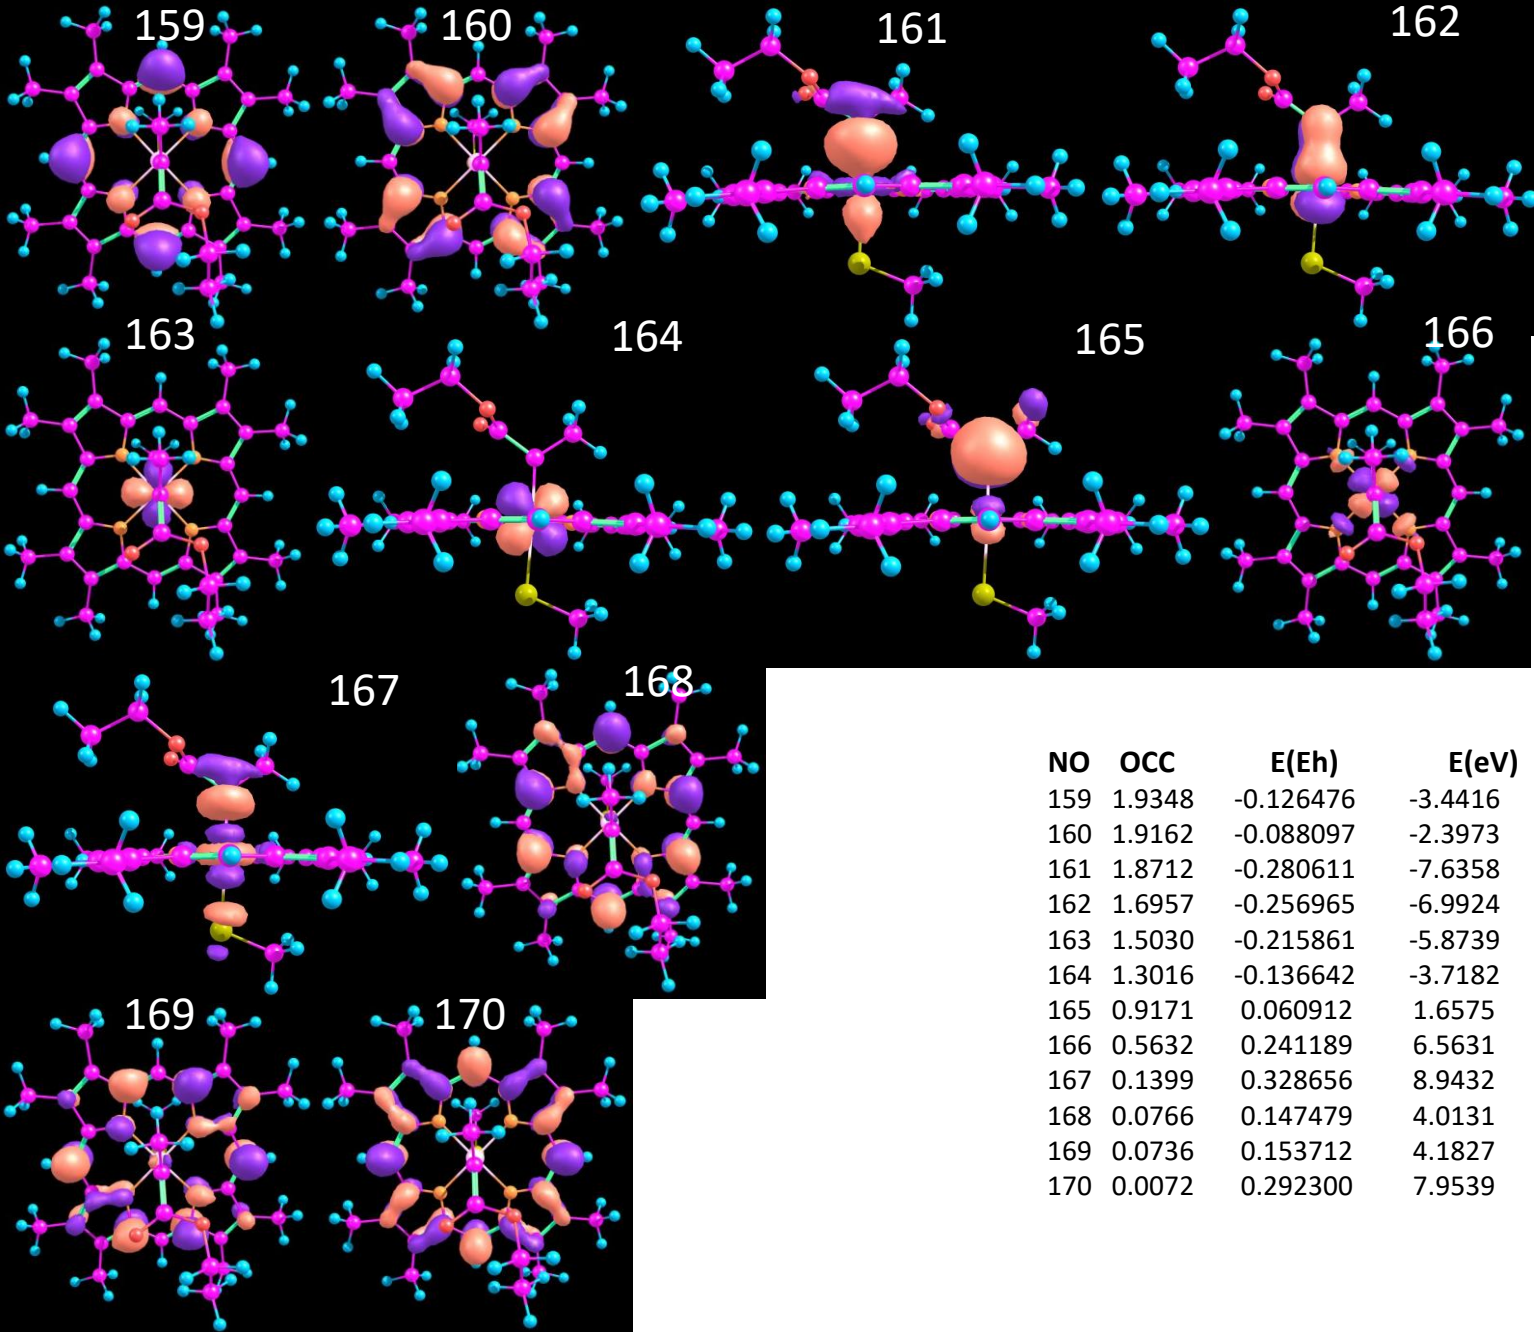 159
160
161
162
163
164
165
166
167
168
169
170
NO OCC E(Eh) E(eV)
159 1.9348 -0.126476 -3.4416
160 1.9162 -0.088097 -2.3973
161 1.8712 -0.280611 -7.6358
162 1.6957 -0.256965 -6.9924
163 1.5030 -0.215861 -5.8739
164 1.3016 -0.136642 -3.7182
165 0.9171 0.060912 1.6575
166 0.5632 0.241189 6.5631
167 0.1399 0.328656 8.9432
168 0.0766 0.147479 4.0131
169 0.0736 0.153712 4.1827
170 0.0072 0.292300 7.9539